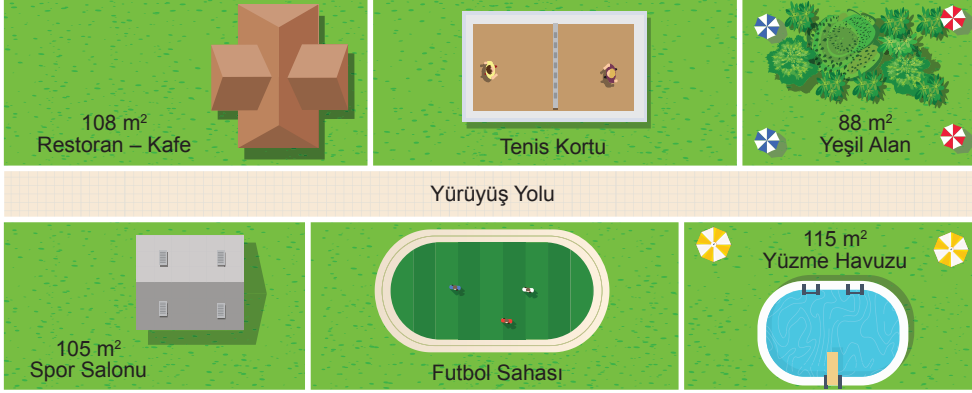 108 m²
Restoran – Kafe
Tenis Kortu
88 m²
Yeşil Alan
Yürüyüş Yolu
105 m²
Spor Salonu
Futbol Sahası
115 m²
Yüzme Havuzu